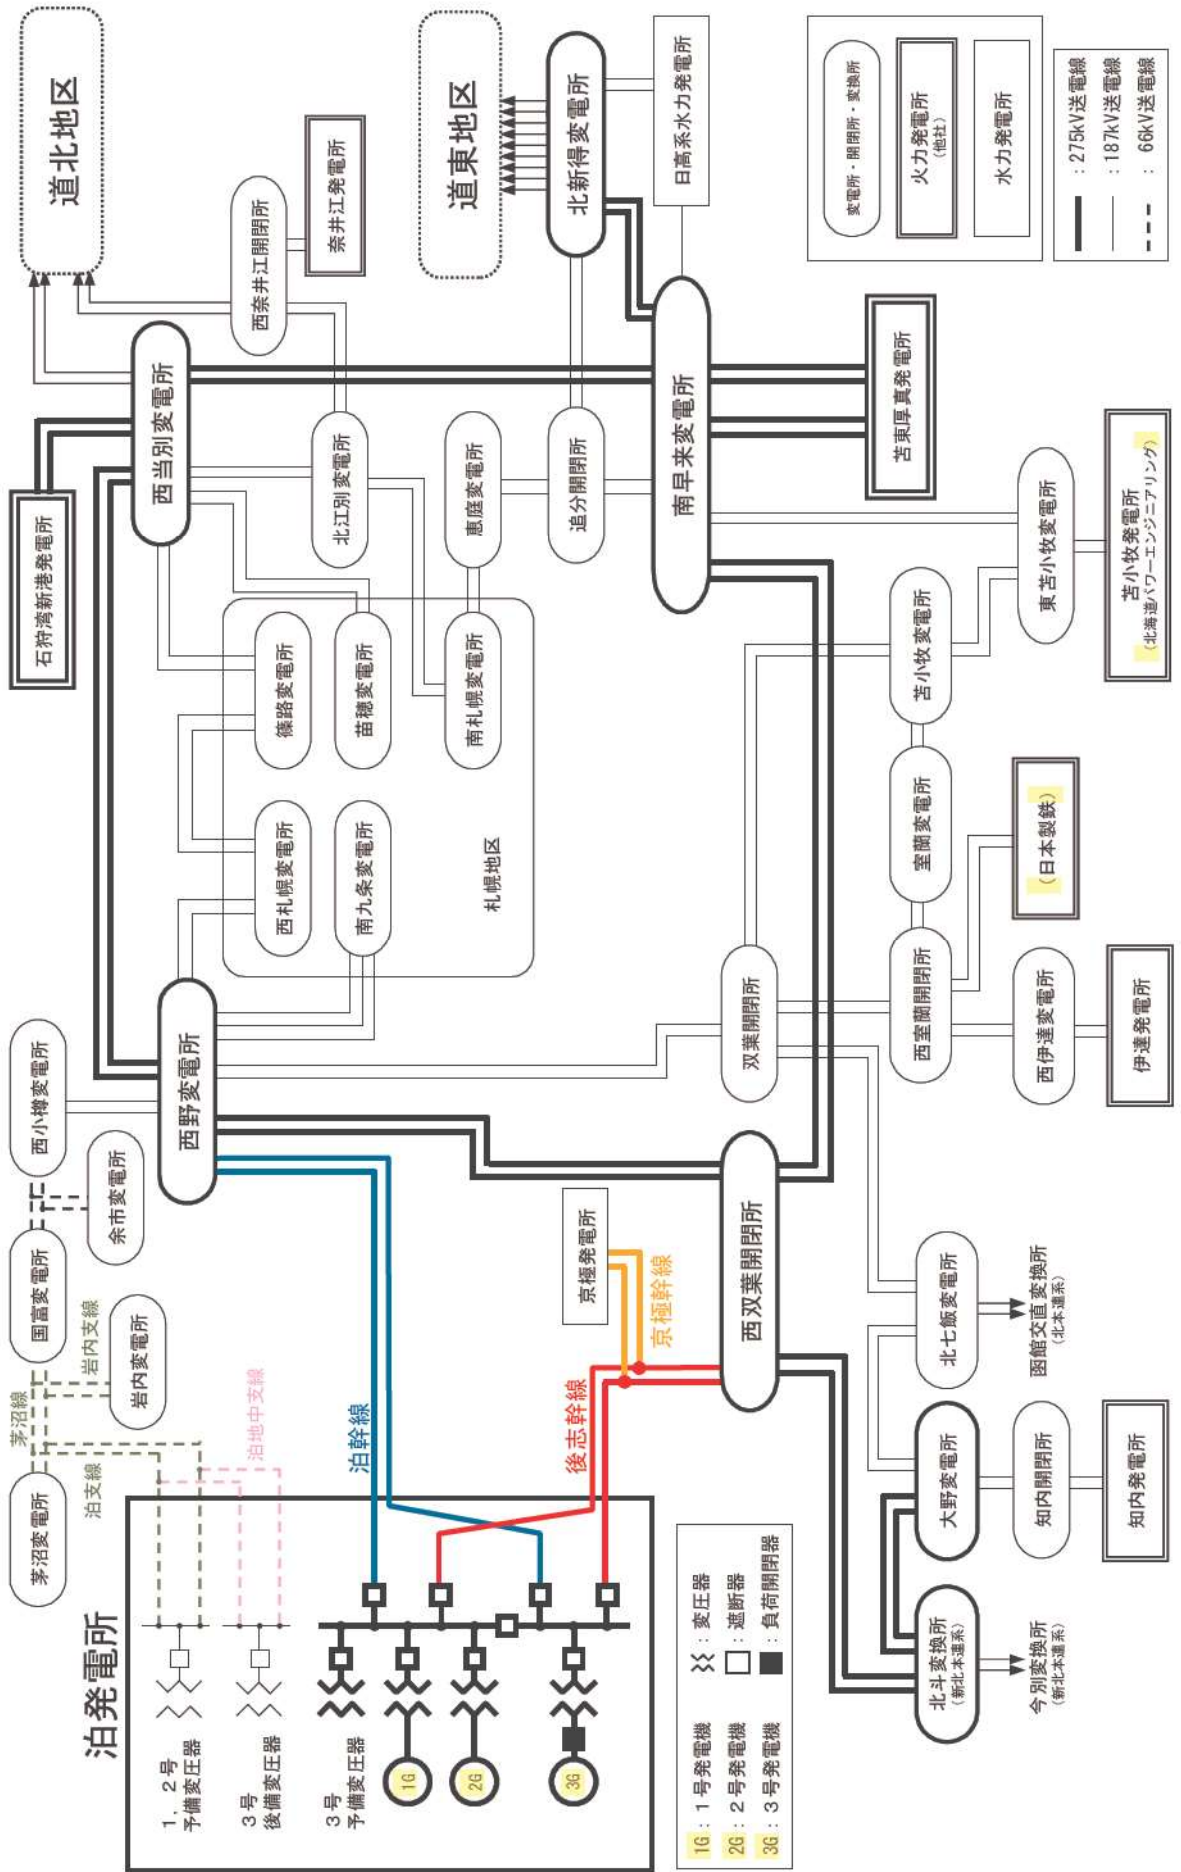 泊発電所
1，2号
予備変圧器
3号
後備変圧器
3号
予備変圧器
1G
2G
3G
1G：1号発電機
2G：2号発電機
3G：3号発電機
：変圧器
：遮断器
：負荷開閉器
茅沼変電所
茅沼線
泊支線
岩内支線
泊地中支線
岩内変電所
国富変電所
余市変電所
西小樽変電所
泊幹線
後志幹線
京極幹線
京極発電所
西野変電所
西双葉開閉所
北斗変換所
（新北本連系）
今別変換所
（新北本連系）
大野変電所
知内開閉所
知内発電所
北七飯変電所
函館交直変換所
（北本連系）
双葉開閉所
西室蘭開閉所
西伊達変電所
伊達発電所
室蘭変電所
（日本製鉄）
苫小牧変電所
東苫小牧変電所
苫小牧発電所
（北海道パワーエンジニアリング）
石狩湾新港発電所
西当別変電所
西札幌変電所
南九条変電所
篠路変電所
苗穂変電所
南札幌変電所
札幌地区
北江別変電所
恵庭変電所
追分開閉所
南早来変電所
苫東厚真発電所
西奈井江開閉所
奈井江発電所
道北地区
道東地区
北新得変電所
日高系水力発電所
変電所・開閉所・変換所
火力発電所
（他社）
水力発電所
：275kV送電線
：187kV送電線
：66kV送電線